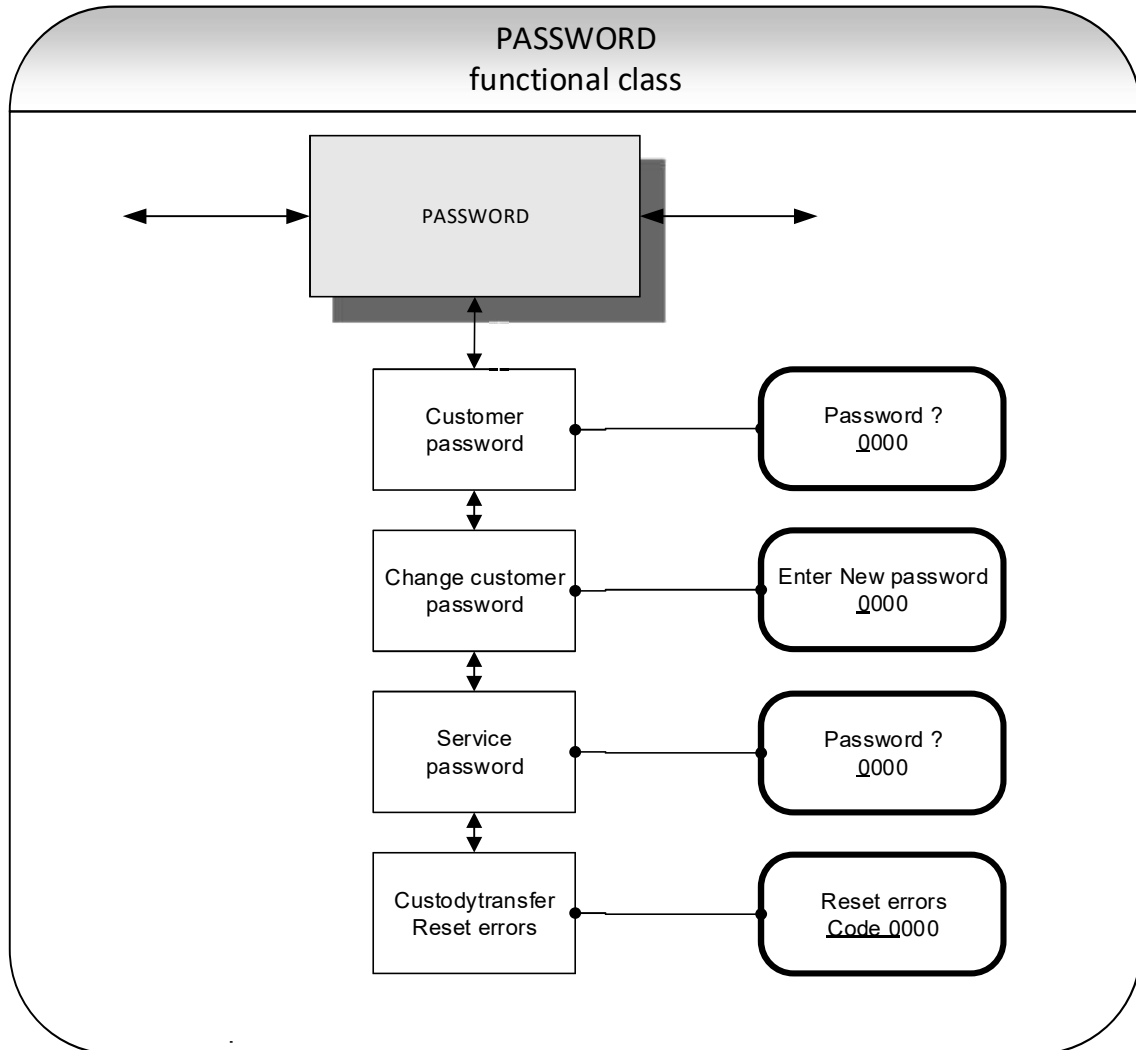 PASSWORD
functional class
PASSWORD
Customer
password
Password ?
0000
Change customer
password
Enter New password
0000
Service
password
Password ?
0000
Custodytransfer
Reset errors
Reset errors
Code 0000